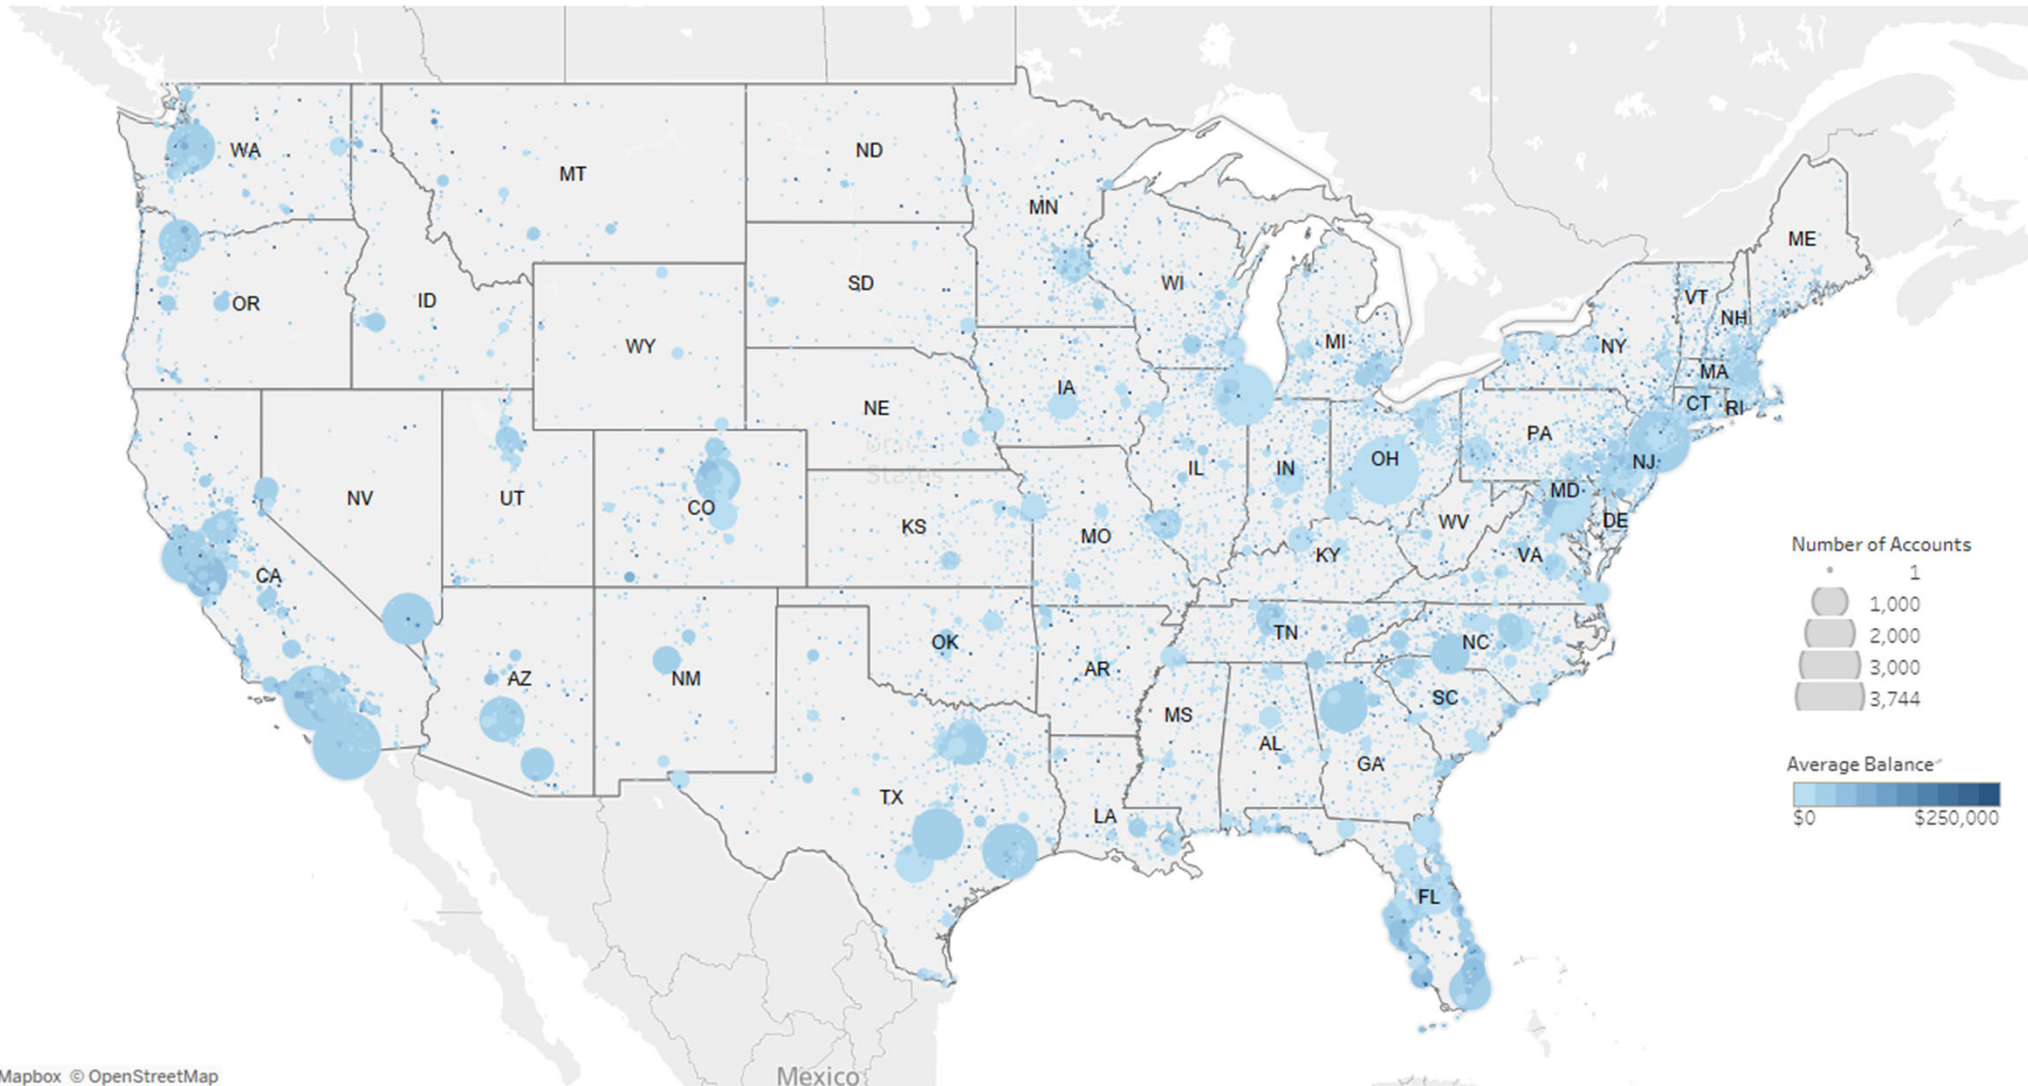 WA
MT
ND
MN
ME
OR
ID
SD
WI
VT
NH
WY
MI
NY
MA
IA
CT
RI
NE
United
States
PA
NV
UT
CO
IL
IN
OH
NJ
MD
KS
MO
WV
DE
KY
VA
CA
OK
TN
NC
AZ
NM
AR
SC
MS
AL
GA
TX
LA
FL
Number of Accounts
1
1,000
2,000
3,000
3,744
Average Balance
$0 $250,000
Mapbox © OpenStreetMap
Mexico